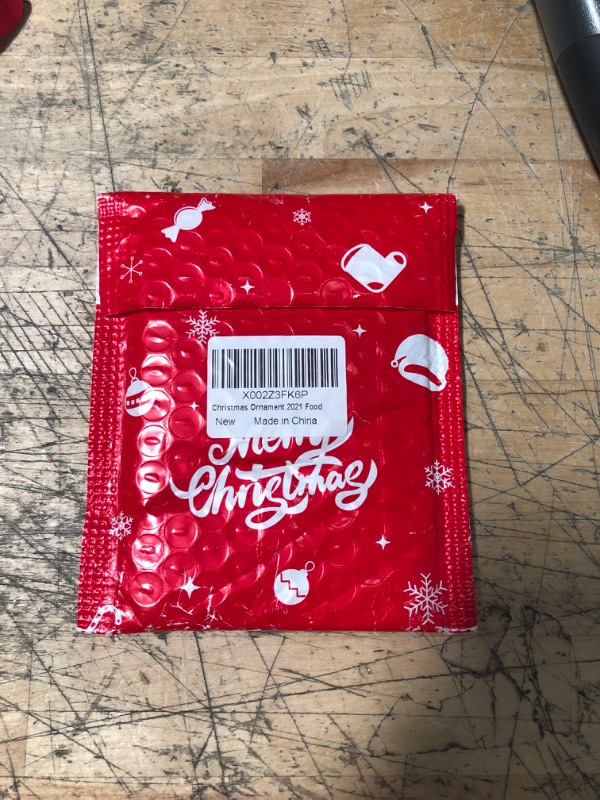 X002Z3FK6P
Christmas Ornament 2021 Food
New Made in China
Merry
Christmas